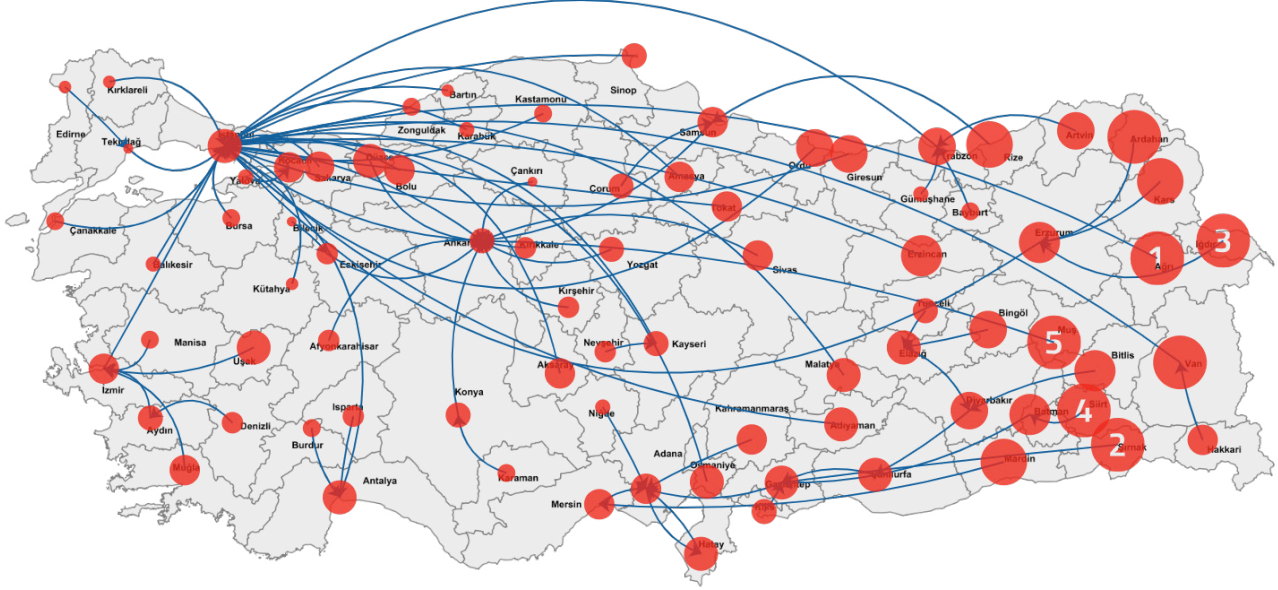 Kırklareli
Edirne
Tekirdağ
İstanbul
Yalova
Kocaeli
Sakarya
Düzce
Bolu
Zonguldak
Bartın
Karabük
Kastamonu
Sinop
Çankırı
Samsun
Çorum
Amasya
Tokat
Ordu
Giresun
Trabzon
Rize
Artvin
Ardahan
Gümüşhane
Bayburt
Kars
Çanakkale
Bursa
Bilecik
Balıkesir
Eskişehir
Kütahya
Ankara
Kırıkkale
Yozgat
Sivas
Erzincan
Erzurum
1
Ağrı
3
Iğdır
Kırşehir
Manisa
Uşak
İzmir
Afyonkarahisar
Nevşehir
Kayseri
Aksaray
Malatya
Tunceli
Elazığ
Bingöl
5
Muş
Bitlis
Van
Aydın
Denizli
Isparta
Burdur
Konya
Niğde
Kahramanmaraş
Adıyaman
Diyarbakır
Batman
4
Siirt
2
Şırnak
Hakkari
Muğla
Antalya
Karaman
Mersin
Adana
Osmaniye
Gaziantep
Kilis
Şanlıurfa
Mardin
Hatay